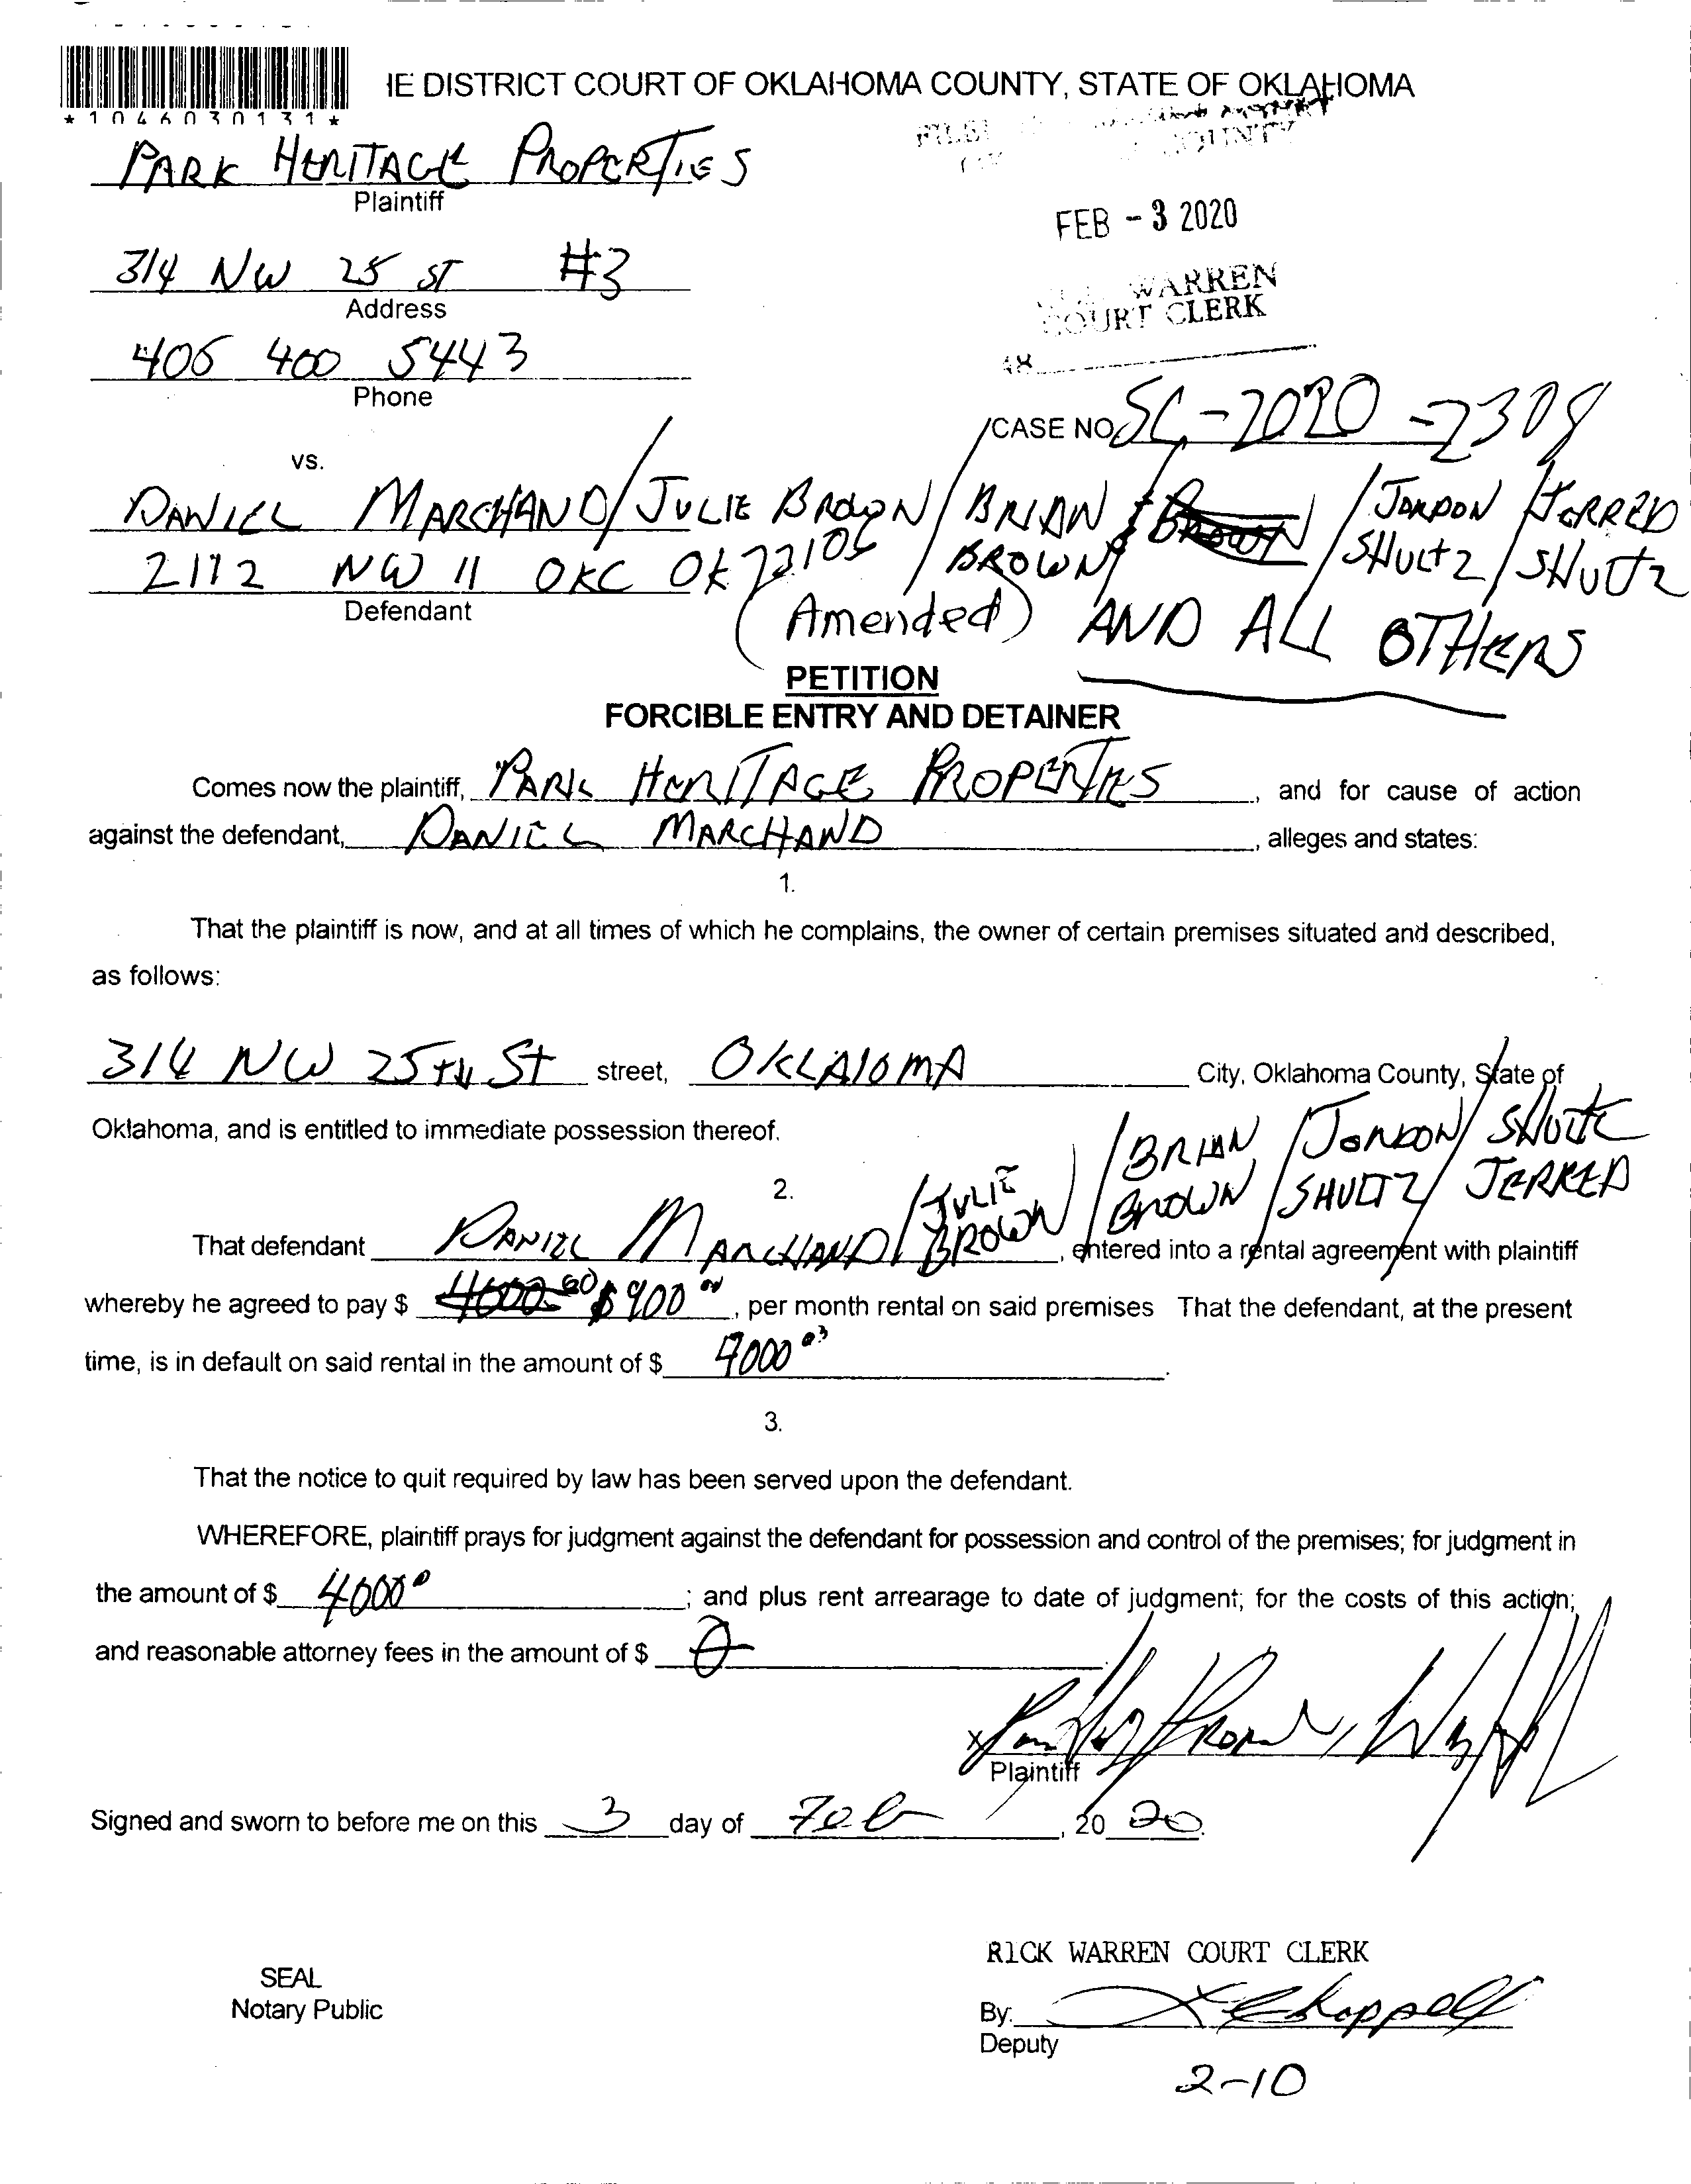 IE DISTRICT COURT OF OKLAHOMA COUNTY, STATE OF OKLAHOMA
*1046030131*
COUNTY
PARK HERITAGE PROPERTIES
Plaintiff
FEB - 3 2020
314 NW 25 ST #3
Address
WARREN
COURT CLERK
405 400 5443
Phone
48
CASE NO. SC-2020-2308
vs.
DANIEL MARCHAND / JULIE BROWN / BRIAN BROWN / JORDON SHULTZ / JERRED SHULTZ
NW 11 OKC OK
Defendant
(Amended) AND ALL OTHERS
PETITION
FORCIBLE ENTRY AND DETAINER
Comes now the plaintiff, PARK HERITAGE PROPERTIES, and for cause of action
against the defendant, DANIEL MARCHAND, alleges and states:
1.
That the plaintiff is now, and at all times of which he complains, the owner of certain premises situated and described,
as follows:
314 NW 25TH St street, OKLAHOMA City, Oklahoma County, State of
Oklahoma, and is entitled to immediate possession thereof.
2.
That defendant DANIEL MARCHAND / JULIE BROWN / BRIAN BROWN / JORDON SHULTZ / SHULTZ JERRED, entered into a rental agreement with plaintiff
whereby he agreed to pay $ 4000.00 $900 00, per month rental on said premises That the defendant, at the present
time, is in default on said rental in the amount of $
3.
That the notice to quit required by law has been served upon the defendant.
WHEREFORE, plaintiff prays for judgment against the defendant for possession and control of the premises; for judgment in
the amount of $ 4000 0; and plus rent arrearage to date of judgment; for the costs of this action;
and reasonable attorney fees in the amount of $ 0.
X
Plaintiff
Signed and sworn to before me on this 3 day of Feb, 20 20.
RICK WARREN COURT CLERK
SEAL
Notary Public
By: Chappell
Deputy
2-10